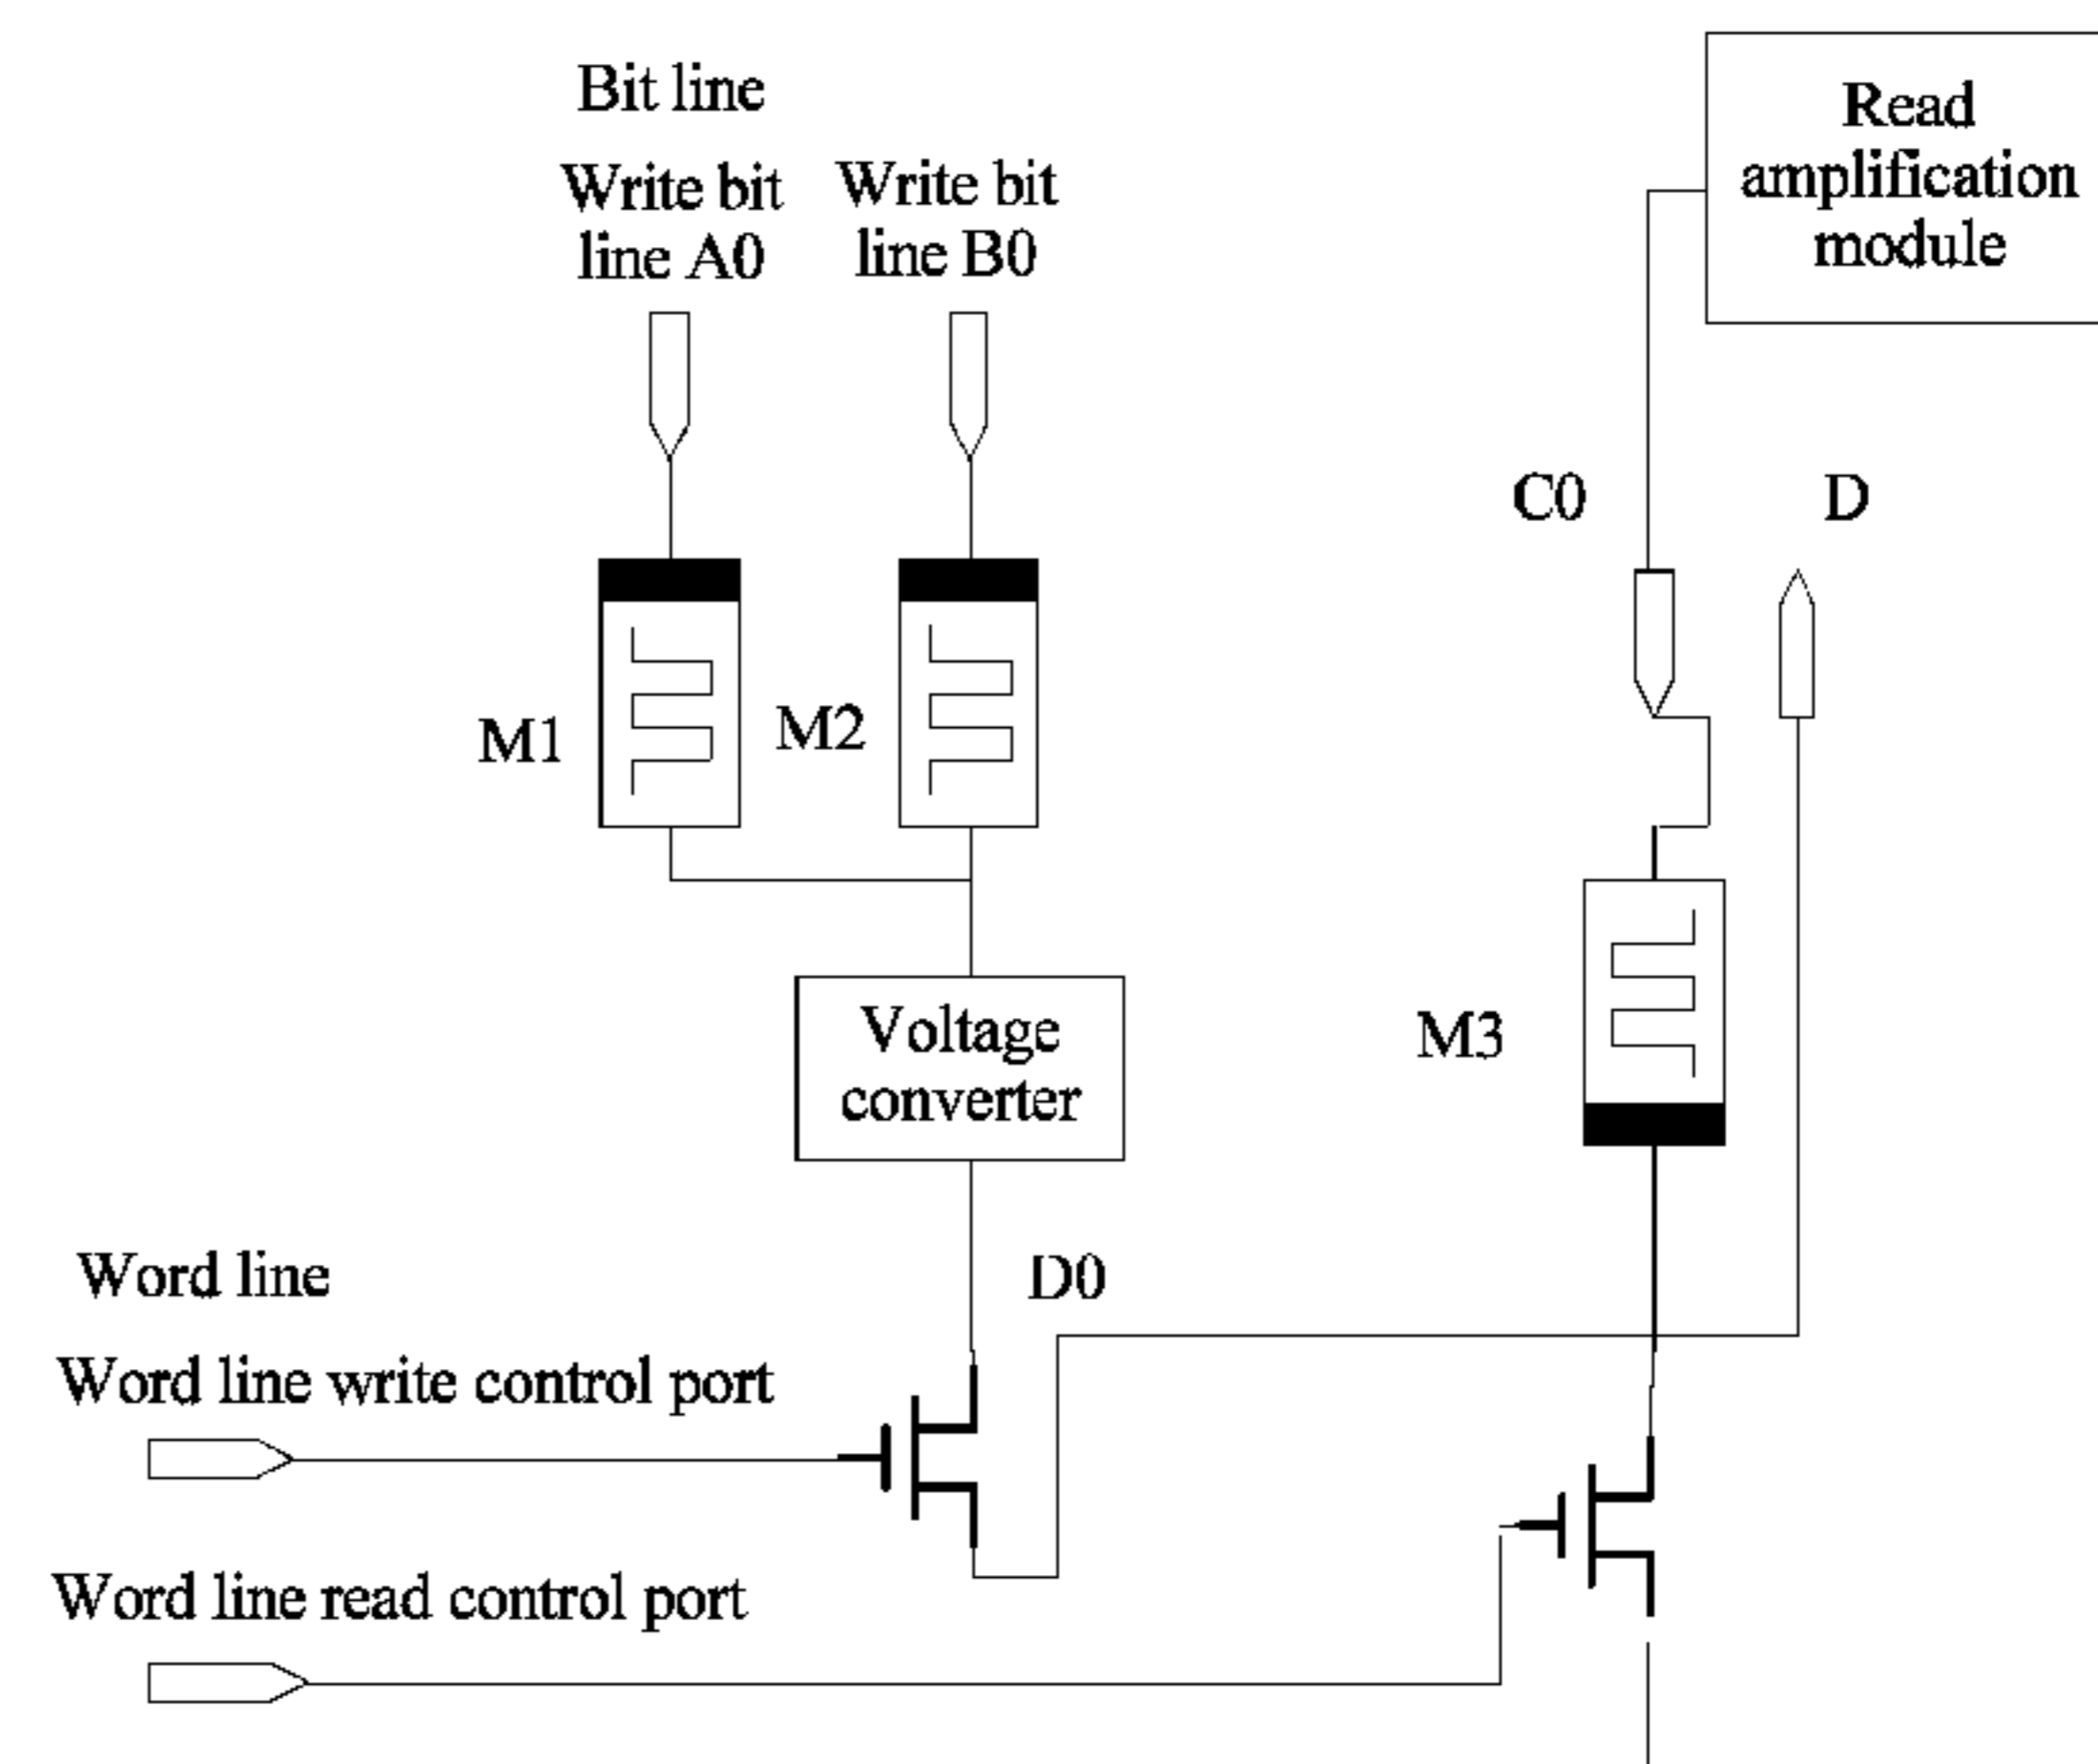 Bit line
Write bit
line A0
Write bit
line B0
Read
amplification
module
C0
D
M1
M2
M3
Voltage
converter
D0
Word line
Word line write control port
Word line read control port